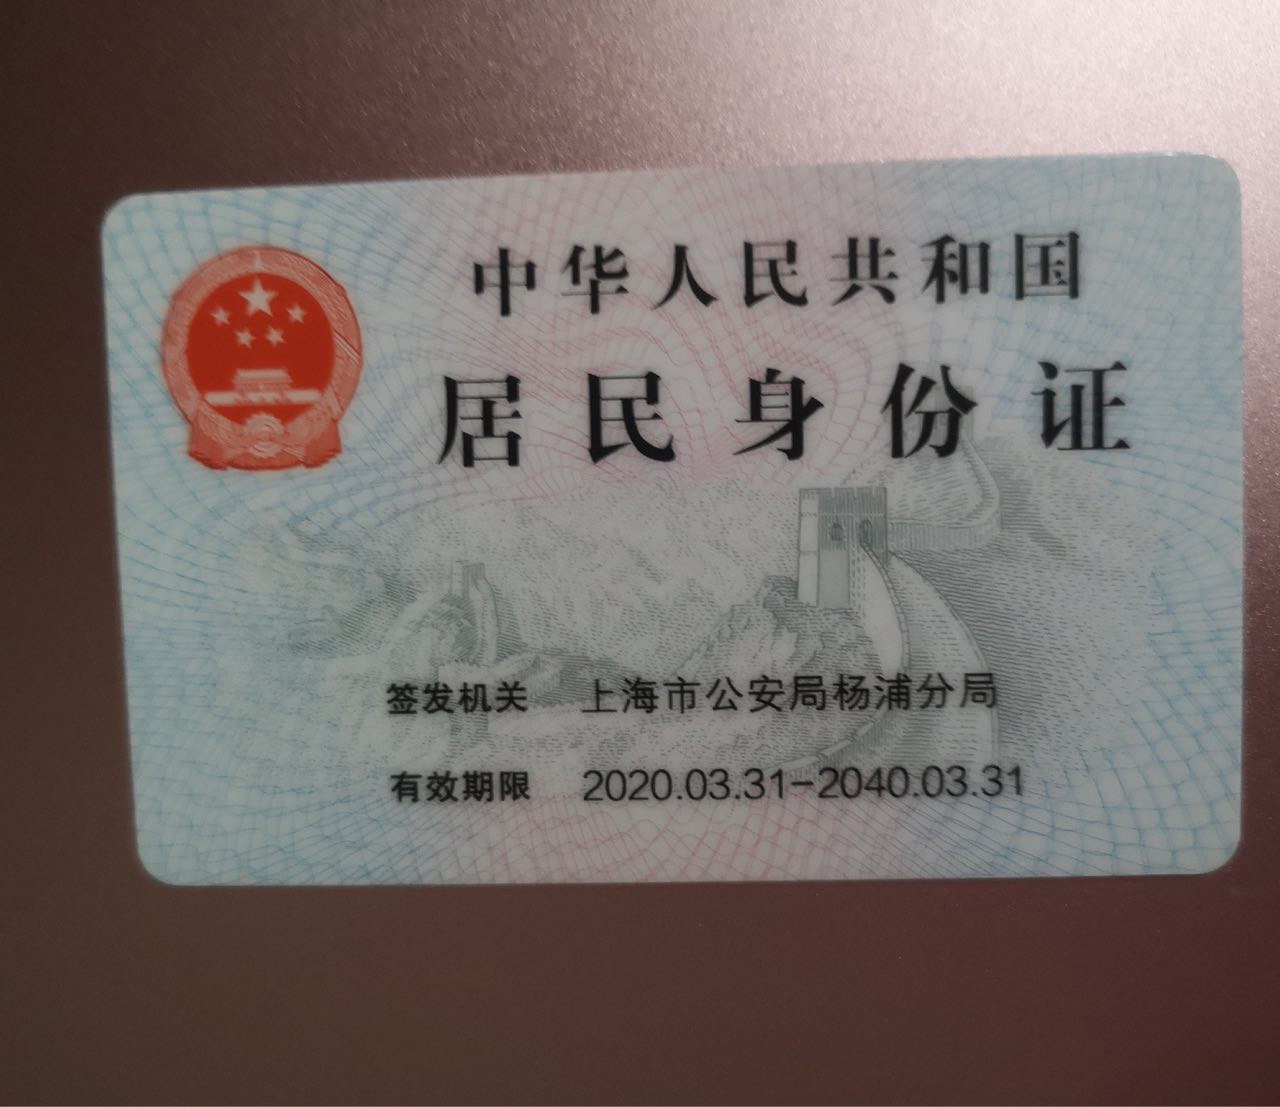 中华人民共和国
居民身份证
签发机关 上海市公安局杨浦分局
有效期限 2020.03.31-2040.03.31